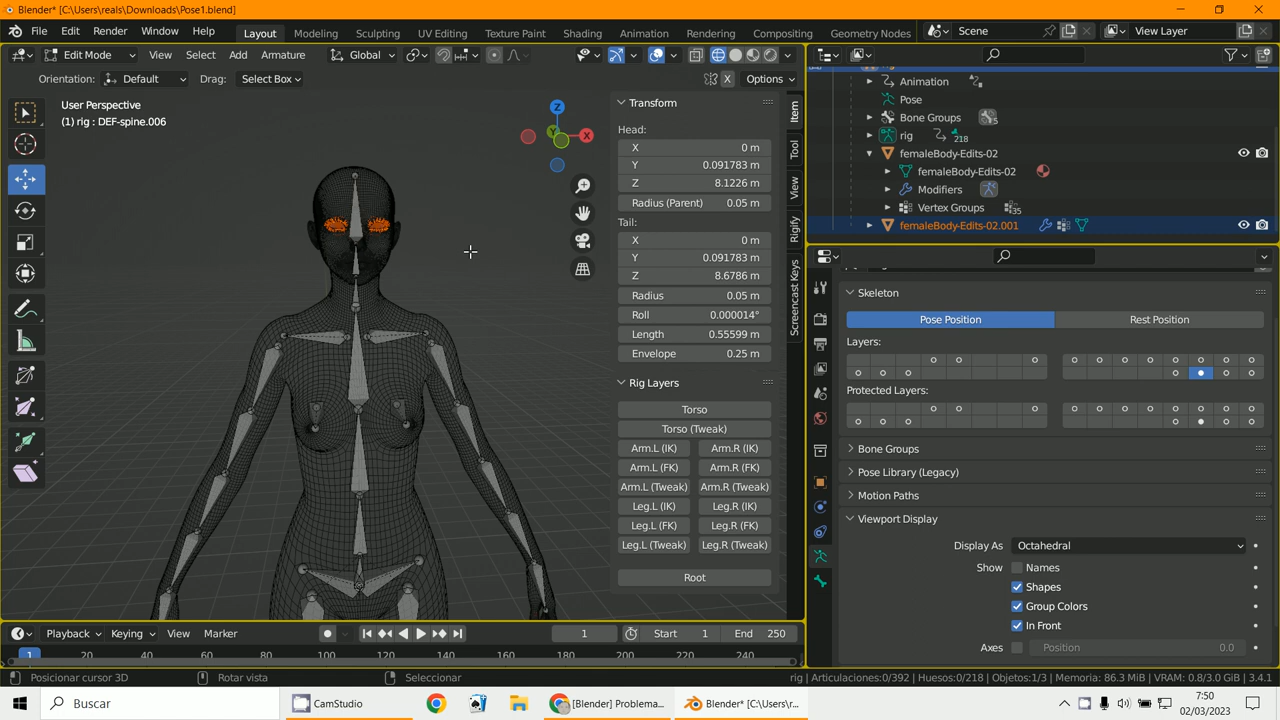 Blender* [C:\Users\reals\Downloads\Pose1.blend]
File Edit Render Window Help Layout Modeling Sculpting UV Editing Texture Paint Shading Animation Rendering Compositing Geometry Nodes Scene View Layer
Edit Mode View Select Add Armature Global
Orientation: Default Drag: Select Box X Options
User Perspective
(1) rig : DEF-spine.006
Z
X
Y
Transform
Head:
X 0 m
Y 0.091783 m
Z 8.1226 m
Radius (Parent) 0.05 m
Tail:
X 0 m
Y 0.091783 m
Z 8.6786 m
Radius 0.05 m
Roll 0.000014°
Length 0.55599 m
Envelope 0.25 m
Rig Layers
Torso
Torso (Tweak)
Arm.L (IK) Arm.R (IK)
Arm.L (FK) Arm.R (FK)
Arm.L (Tweak) Arm.R (Tweak)
Leg.L (IK) Leg.R (IK)
Leg.L (FK) Leg.R (FK)
Leg.L (Tweak) Leg.R (Tweak)
Root
Item
Tool
View
Rigify
Screencast Keys
Animation
Pose
Bone Groups 15
rig 218
femaleBody-Edits-02
femaleBody-Edits-02
Modifiers
Vertex Groups 35
femaleBody-Edits-02.001
Skeleton
Pose Position Rest Position
Layers:
Protected Layers:
Bone Groups
Pose Library (Legacy)
Motion Paths
Viewport Display
Display As Octahedral
Show Names
Shapes
Group Colors
In Front
Axes Position 0.0
Playback Keying View Marker 1 Start 1 End 250
1 20 40 60 80 100 120 140 160 180 200 220 240
Posicionar cursor 3D Rotar vista Seleccionar rig | Articulaciones:0/392 | Huesos:0/218 | Objetos:1/3 | Memoria: 86.3 MiB | VRAM: 0.8/3.0 GiB | 3.4.1
Buscar CamStudio [Blender] Problema... Blender* [C:\Users\r... 7:50
02/03/2023